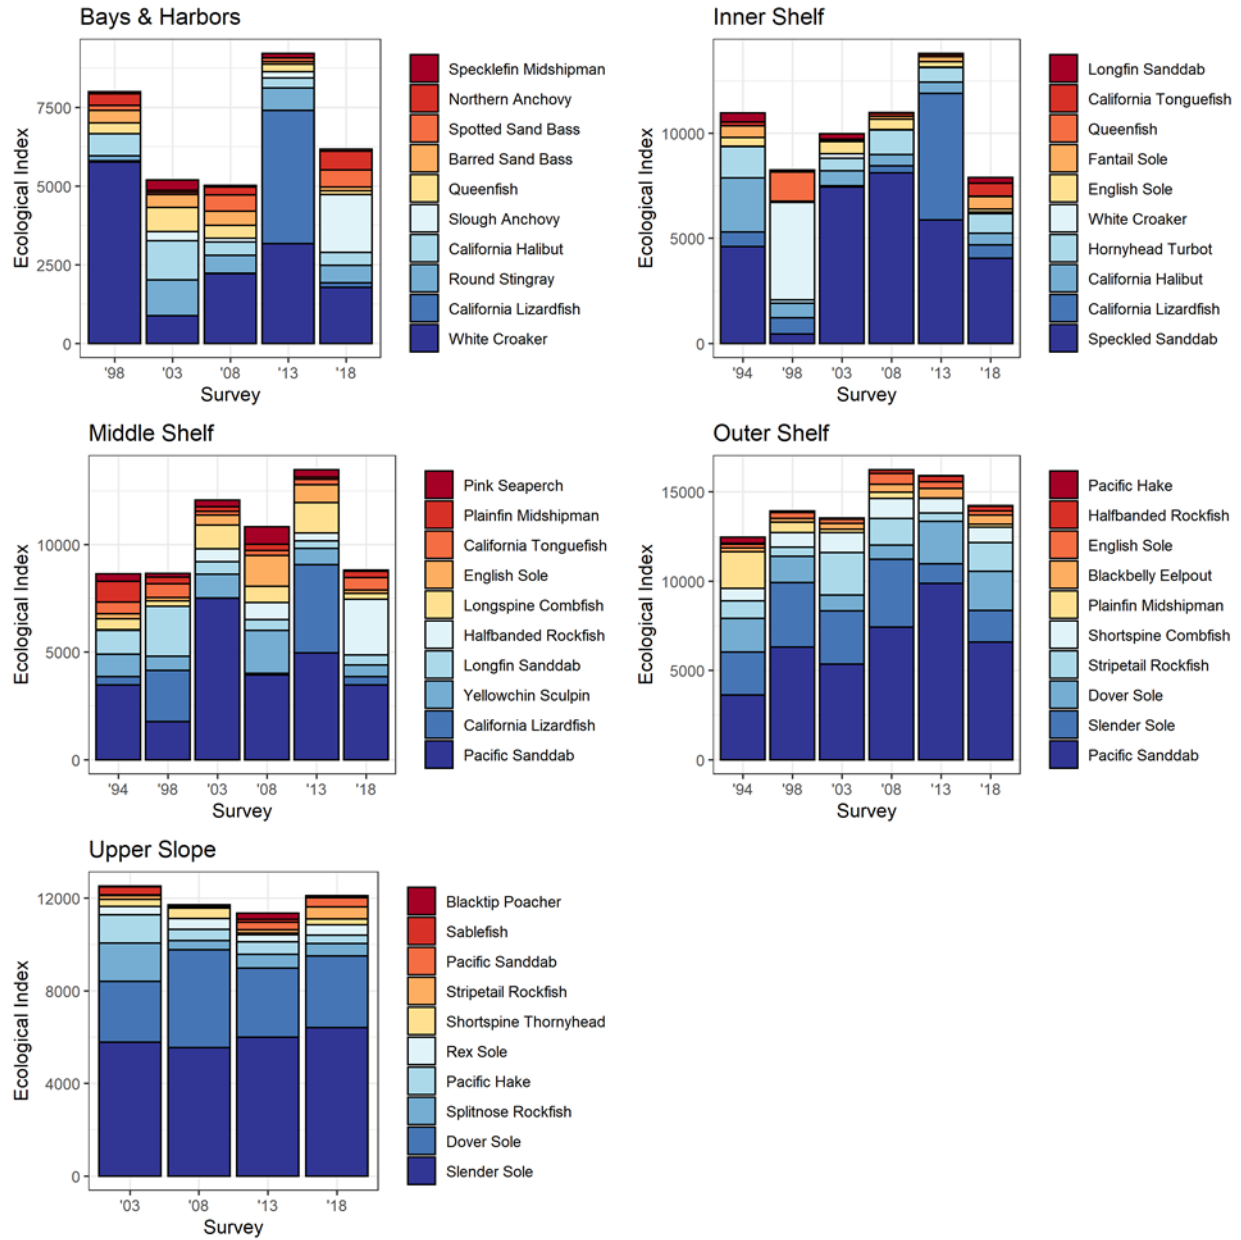 Bays & Harbors
Ecological Index
7500
5000
2500
0
'98
'03
'08
'13
'18
Survey
Specklefin Midshipman
Northern Anchovy
Spotted Sand Bass
Barred Sand Bass
Queenfish
Slough Anchovy
California Halibut
Round Stingray
California Lizardfish
White Croaker
Inner Shelf
Ecological Index
10000
5000
0
'94
'98
'03
'08
'13
'18
Survey
Longfin Sanddab
California Tonguefish
Queenfish
Fantail Sole
English Sole
White Croaker
Hornyhead Turbot
California Halibut
California Lizardfish
Speckled Sanddab
Middle Shelf
Ecological Index
10000
5000
0
'94
'98
'03
'08
'13
'18
Survey
Pink Seaperch
Plainfin Midshipman
California Tonguefish
English Sole
Longspine Combfish
Halfbanded Rockfish
Longfin Sanddab
Yellowchin Sculpin
California Lizardfish
Pacific Sanddab
Outer Shelf
Ecological Index
15000
10000
5000
0
'94
'98
'03
'08
'13
'18
Survey
Pacific Hake
Halfbanded Rockfish
English Sole
Blackbelly Eelpout
Plainfin Midshipman
Shortspine Combfish
Stripetail Rockfish
Dover Sole
Slender Sole
Pacific Sanddab
Upper Slope
Ecological Index
12000
8000
4000
0
'03
'08
'13
'18
Survey
Blacktip Poacher
Sablefish
Pacific Sanddab
Stripetail Rockfish
Shortspine Thornyhead
Rex Sole
Pacific Hake
Splitnose Rockfish
Dover Sole
Slender Sole